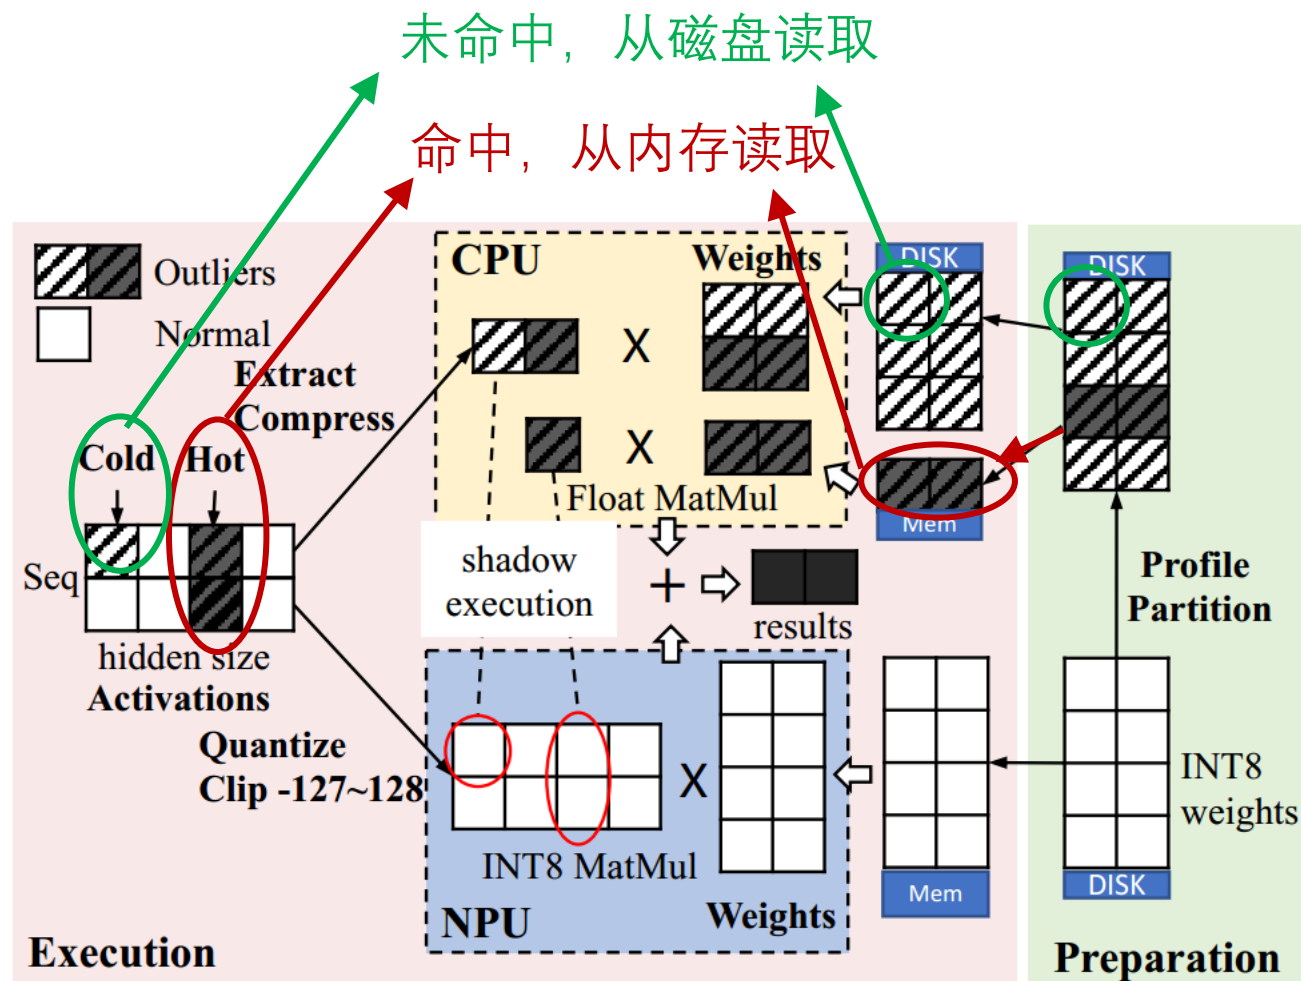 未命中，从磁盘读取
命中，从内存读取
Outliers
Normal
Extract
Compress
Cold
Hot
Seq
hidden size
Activations
Quantize
Clip -127~128
Execution
CPU
Weights
X
X
Float MatMul
shadow
execution
+
results
X
INT8 MatMul
NPU
Weights
DISK
Mem
Mem
DISK
Profile
Partition
INT8
weights
DISK
Preparation